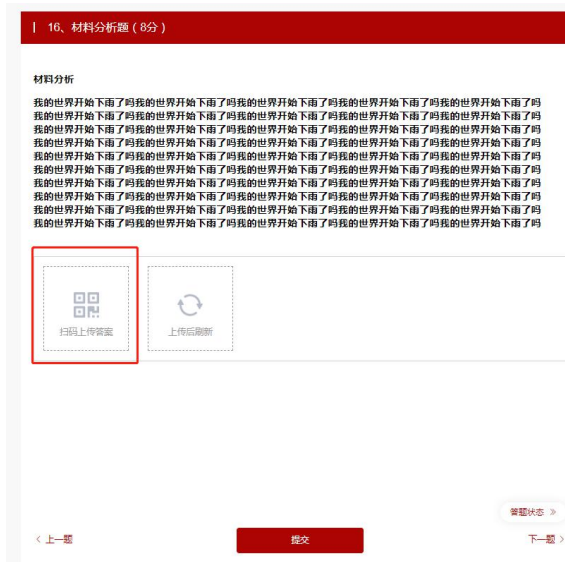 16、材料分析题（8分）
材料分析
我的世界开始下雨了吗我的世界开始下雨了吗我的世界开始下雨了吗我的世界开始下雨了吗我的世界开始下雨了吗
我的世界开始下雨了吗我的世界开始下雨了吗我的世界开始下雨了吗我的世界开始下雨了吗我的世界开始下雨了吗
我的世界开始下雨了吗我的世界开始下雨了吗我的世界开始下雨了吗我的世界开始下雨了吗我的世界开始下雨了吗
我的世界开始下雨了吗我的世界开始下雨了吗我的世界开始下雨了吗我的世界开始下雨了吗我的世界开始下雨了吗
我的世界开始下雨了吗我的世界开始下雨了吗我的世界开始下雨了吗我的世界开始下雨了吗我的世界开始下雨了吗
我的世界开始下雨了吗我的世界开始下雨了吗我的世界开始下雨了吗我的世界开始下雨了吗我的世界开始下雨了吗
我的世界开始下雨了吗我的世界开始下雨了吗我的世界开始下雨了吗我的世界开始下雨了吗我的世界开始下雨了吗
我的世界开始下雨了吗我的世界开始下雨了吗我的世界开始下雨了吗我的世界开始下雨了吗我的世界开始下雨了吗
我的世界开始下雨了吗我的世界开始下雨了吗我的世界开始下雨了吗我的世界开始下雨了吗我的世界开始下雨了吗
我的世界开始下雨了吗我的世界开始下雨了吗我的世界开始下雨了吗我的世界开始下雨了吗我的世界开始下雨了吗
扫码上传答案 上传后刷新
答题状态 》
〈 上一题 提交 下一题 〉